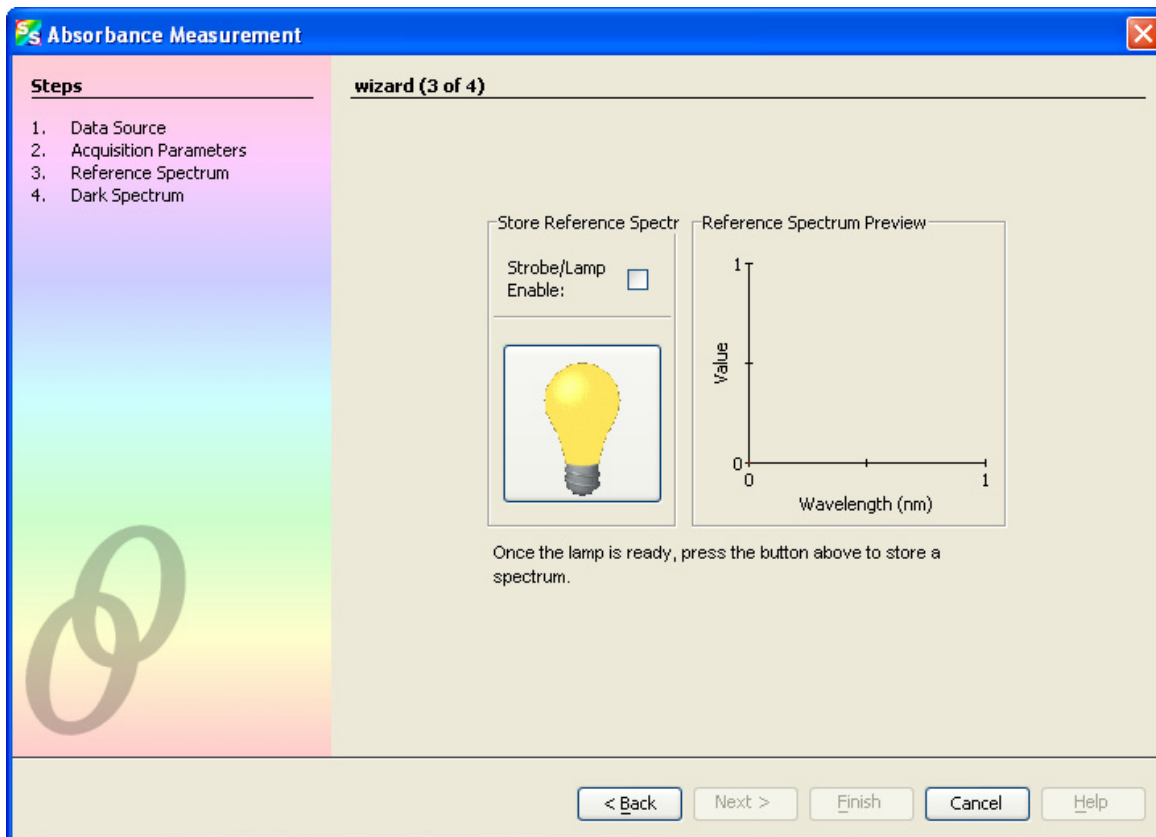 Absorbance Measurement
Steps
1. Data Source
2. Acquisition Parameters
3. Reference Spectrum
4. Dark Spectrum
wizard (3 of 4)
Store Reference Spectr
Strobe/Lamp
Enable:
Reference Spectrum Preview
1
Value
0
0
1
Wavelength (nm)
Once the lamp is ready, press the button above to store a
spectrum.
< Back
Next >
Finish
Cancel
Help